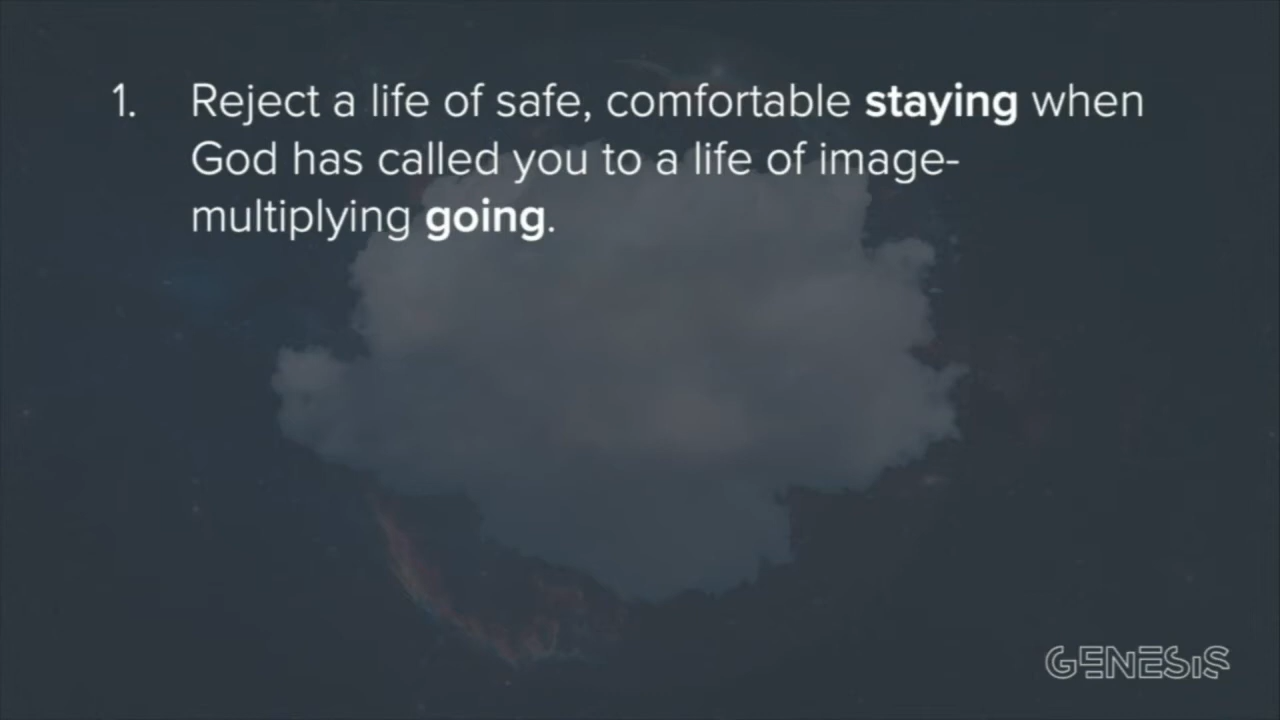 1. Reject a life of safe, comfortable staying when
God has called you to a life of image-
multiplying going.
GENESIS